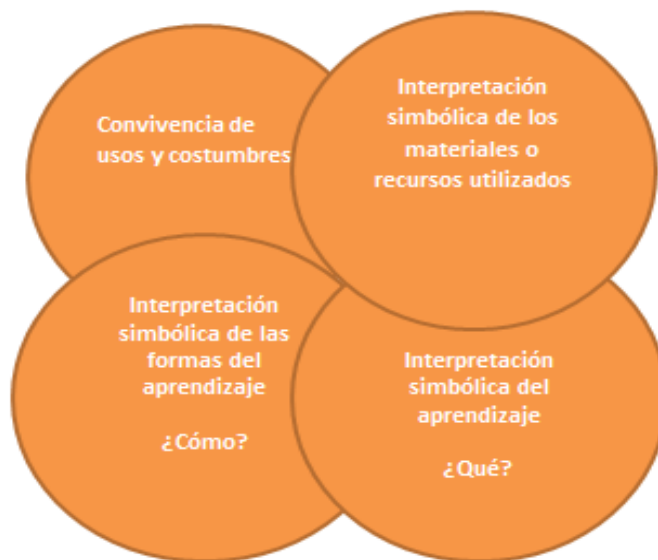 Convivencia de
usos y costumbres
Interpretación
simbólica de los
materiales o
recursos utilizados
Interpretación
simbólica de las
formas del
aprendizaje
¿Cómo?
Interpretación
simbólica del
aprendizaje
¿Qué?